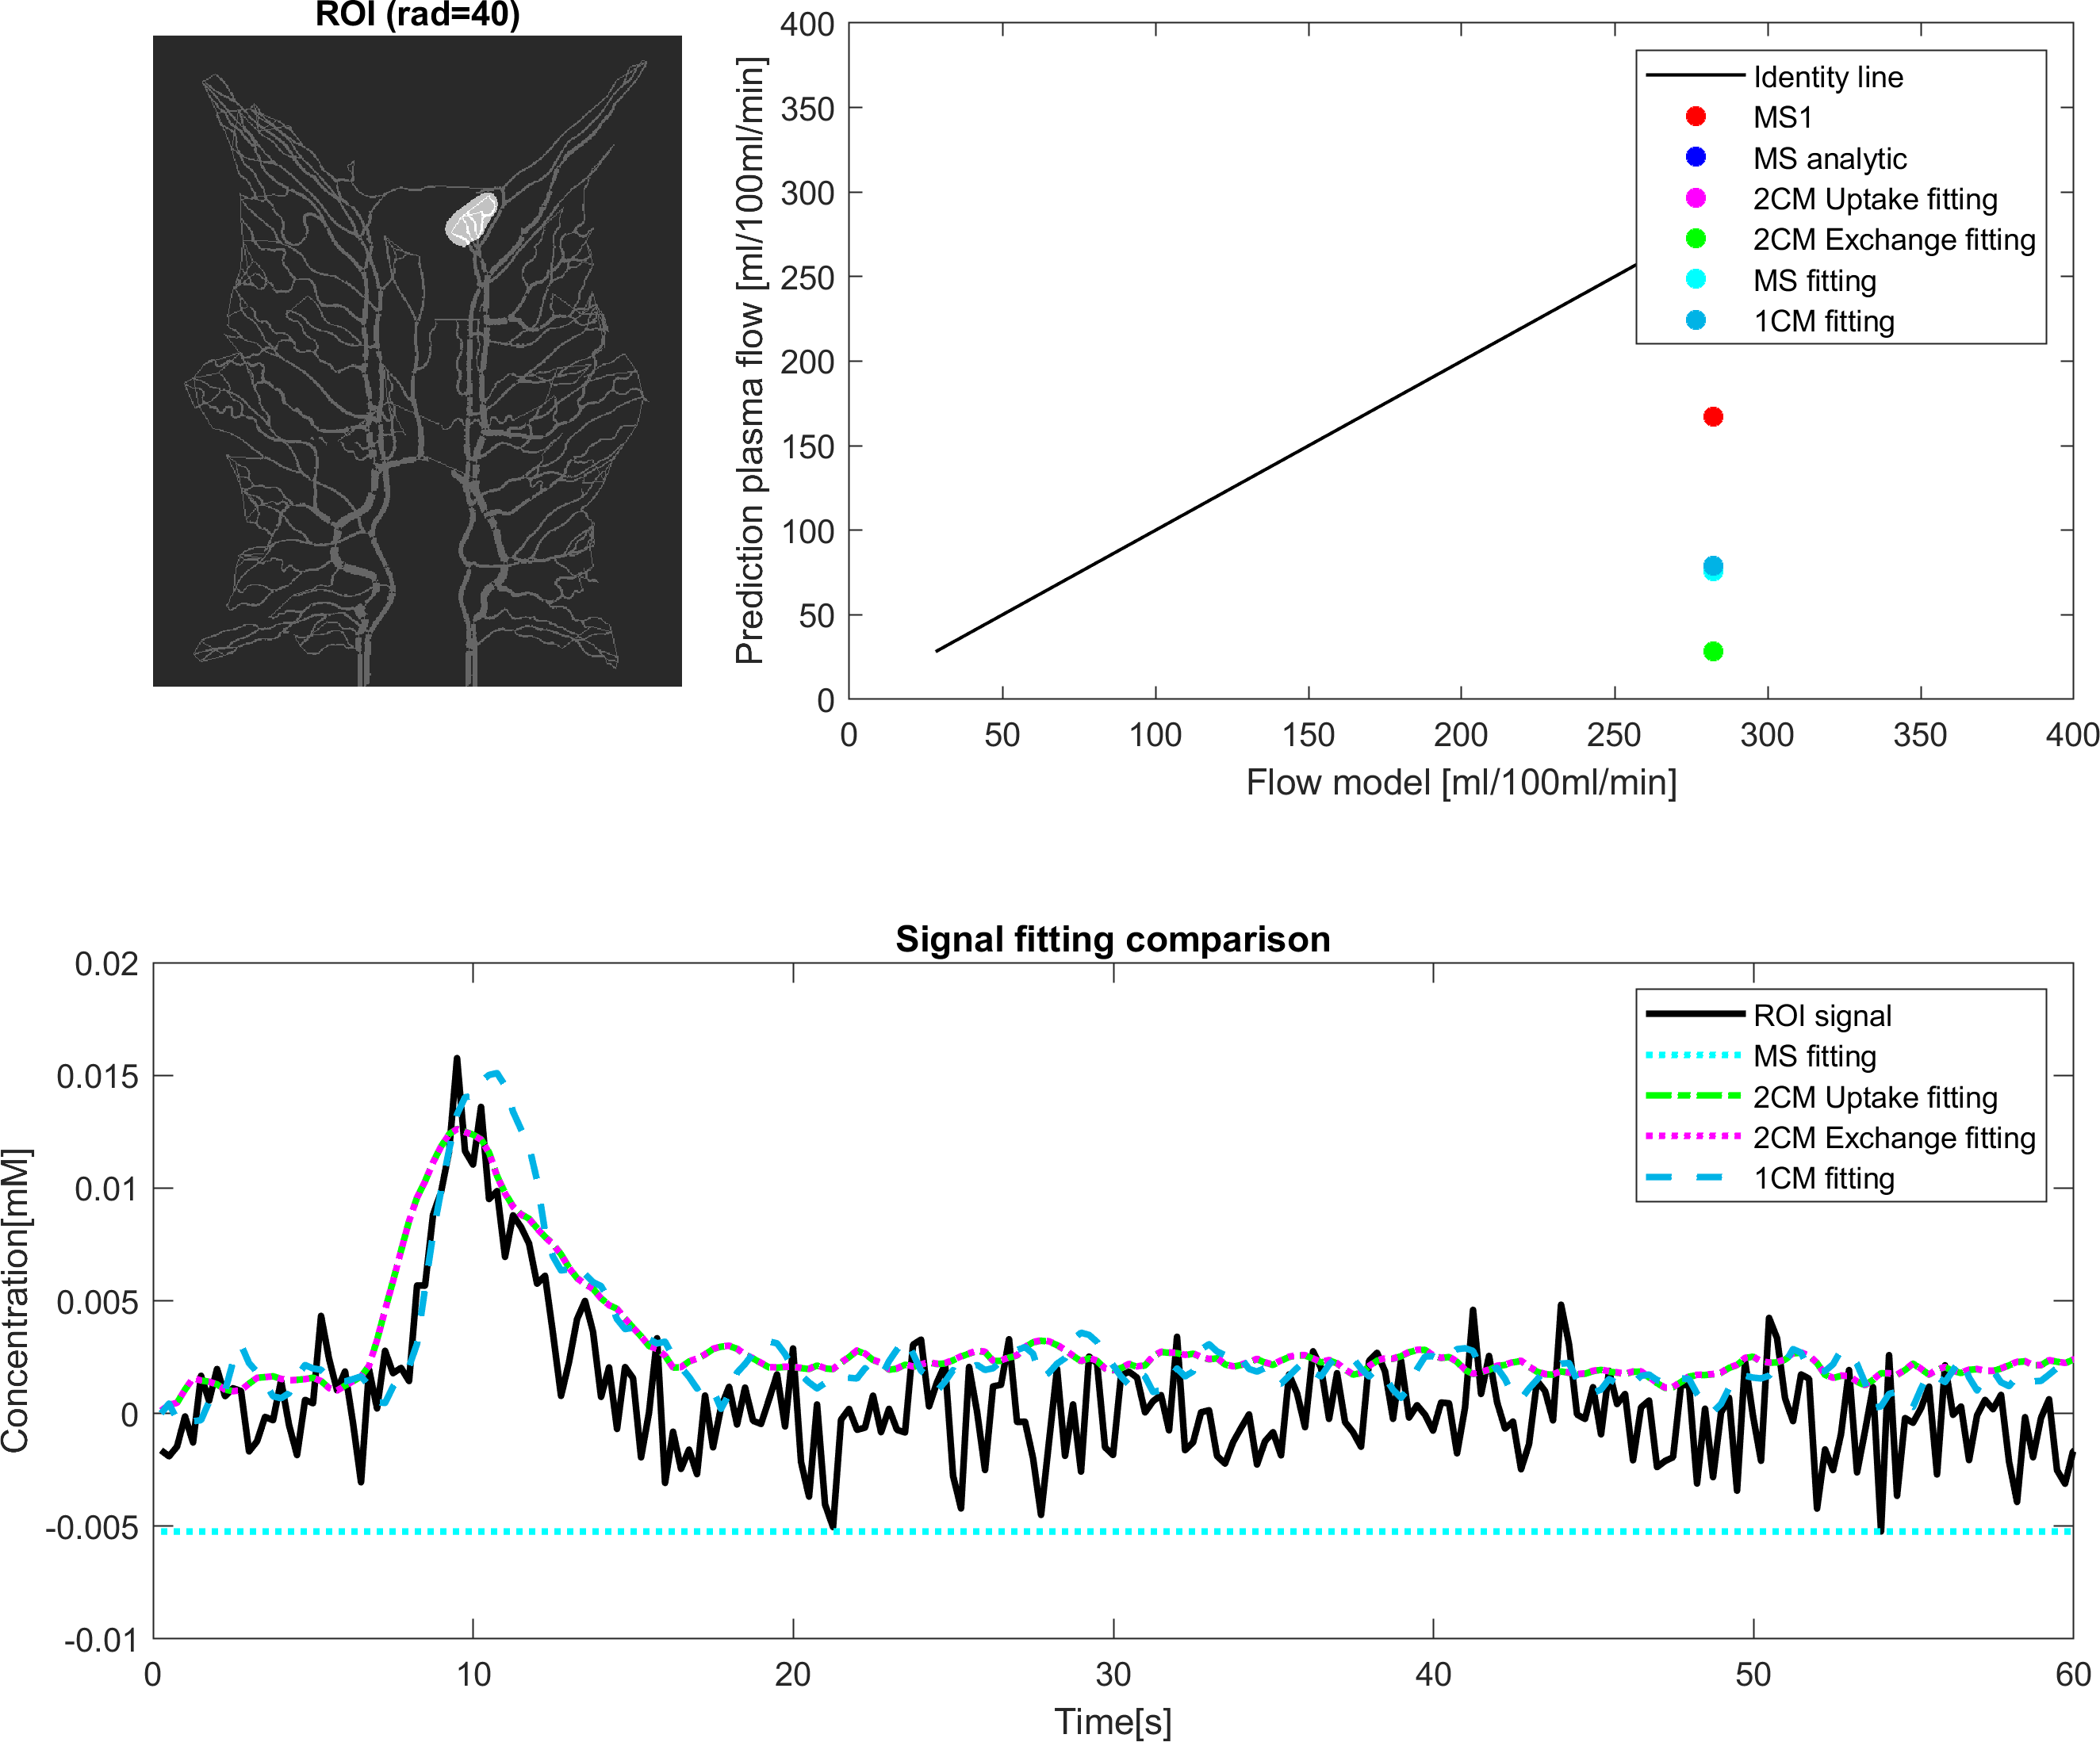 ROI (rad=40)
Prediction plasma flow [ml/100ml/min]
400
350
300
250
200
150
100
50
0
0 50 100 150 200 250 300 350 400
Flow model [ml/100ml/min]
Identity line
MS1
MS analytic
2CM Uptake fitting
2CM Exchange fitting
MS fitting
1CM fitting
Signal fitting comparison
Concentration[mM]
0.02
0.015
0.01
0.005
0
-0.005
-0.01
0 10 20 30 40 50 60
Time[s]
ROI signal
MS fitting
2CM Uptake fitting
2CM Exchange fitting
1CM fitting